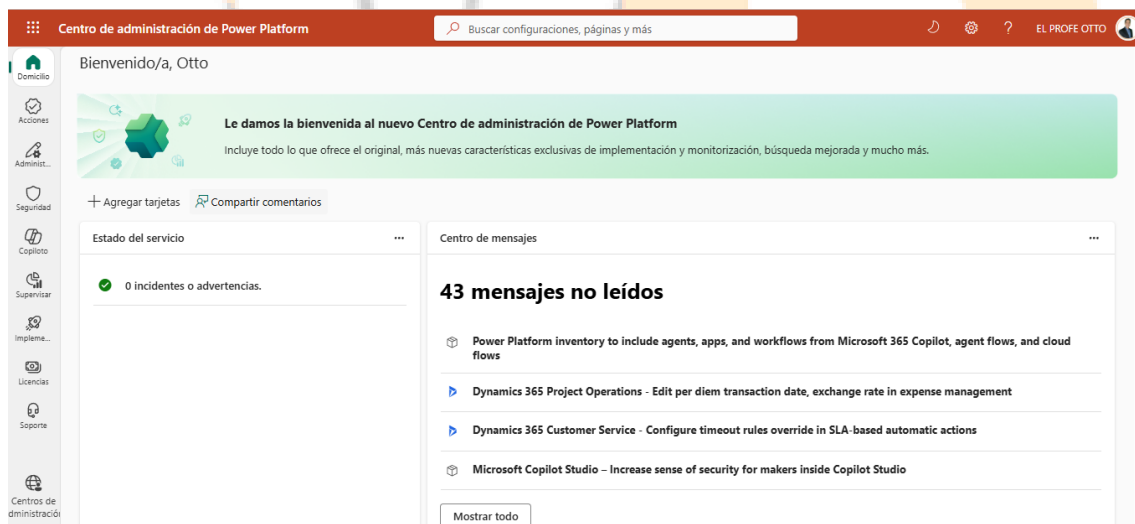 Centro de administración de Power Platform
Buscar configuraciones, páginas y más
EL PROFE OTTO
Domicilio
Acciones
Administ...
Seguridad
Copiloto
Supervisar
Impleme...
Licencias
Soporte
Centros de
dministració
Bienvenido/a, Otto
Le damos la bienvenida al nuevo Centro de administración de Power Platform
Incluye todo lo que ofrece el original, más nuevas características exclusivas de implementación y monitorización, búsqueda mejorada y mucho más.
Agregar tarjetas
Compartir comentarios
Estado del servicio
0 incidentes o advertencias.
Centro de mensajes
43 mensajes no leídos
Power Platform inventory to include agents, apps, and workflows from Microsoft 365 Copilot, agent flows, and cloud
flows
Dynamics 365 Project Operations - Edit per diem transaction date, exchange rate in expense management
Dynamics 365 Customer Service - Configure timeout rules override in SLA-based automatic actions
Microsoft Copilot Studio – Increase sense of security for makers inside Copilot Studio
Mostrar todo